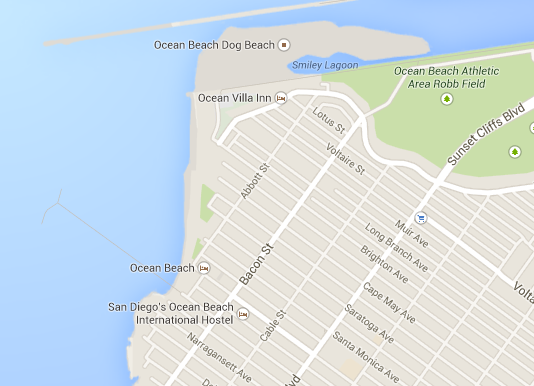 Ocean Beach Dog Beach
Smiley Lagoon
Ocean Beach Athletic
Area Robb Field
Ocean Villa Inn
Lotus St
Sunset Cliffs Blvd
Voltaire St
Abbott St
Muir Ave
Long Branch Ave
Bacon St
Brighton Ave
Ocean Beach
Volta
Cape May Ave
San Diego's Ocean Beach
International Hostel
Saratoga Ave
Cable St
Narragansett Ave
Santa Monica Ave
lvd